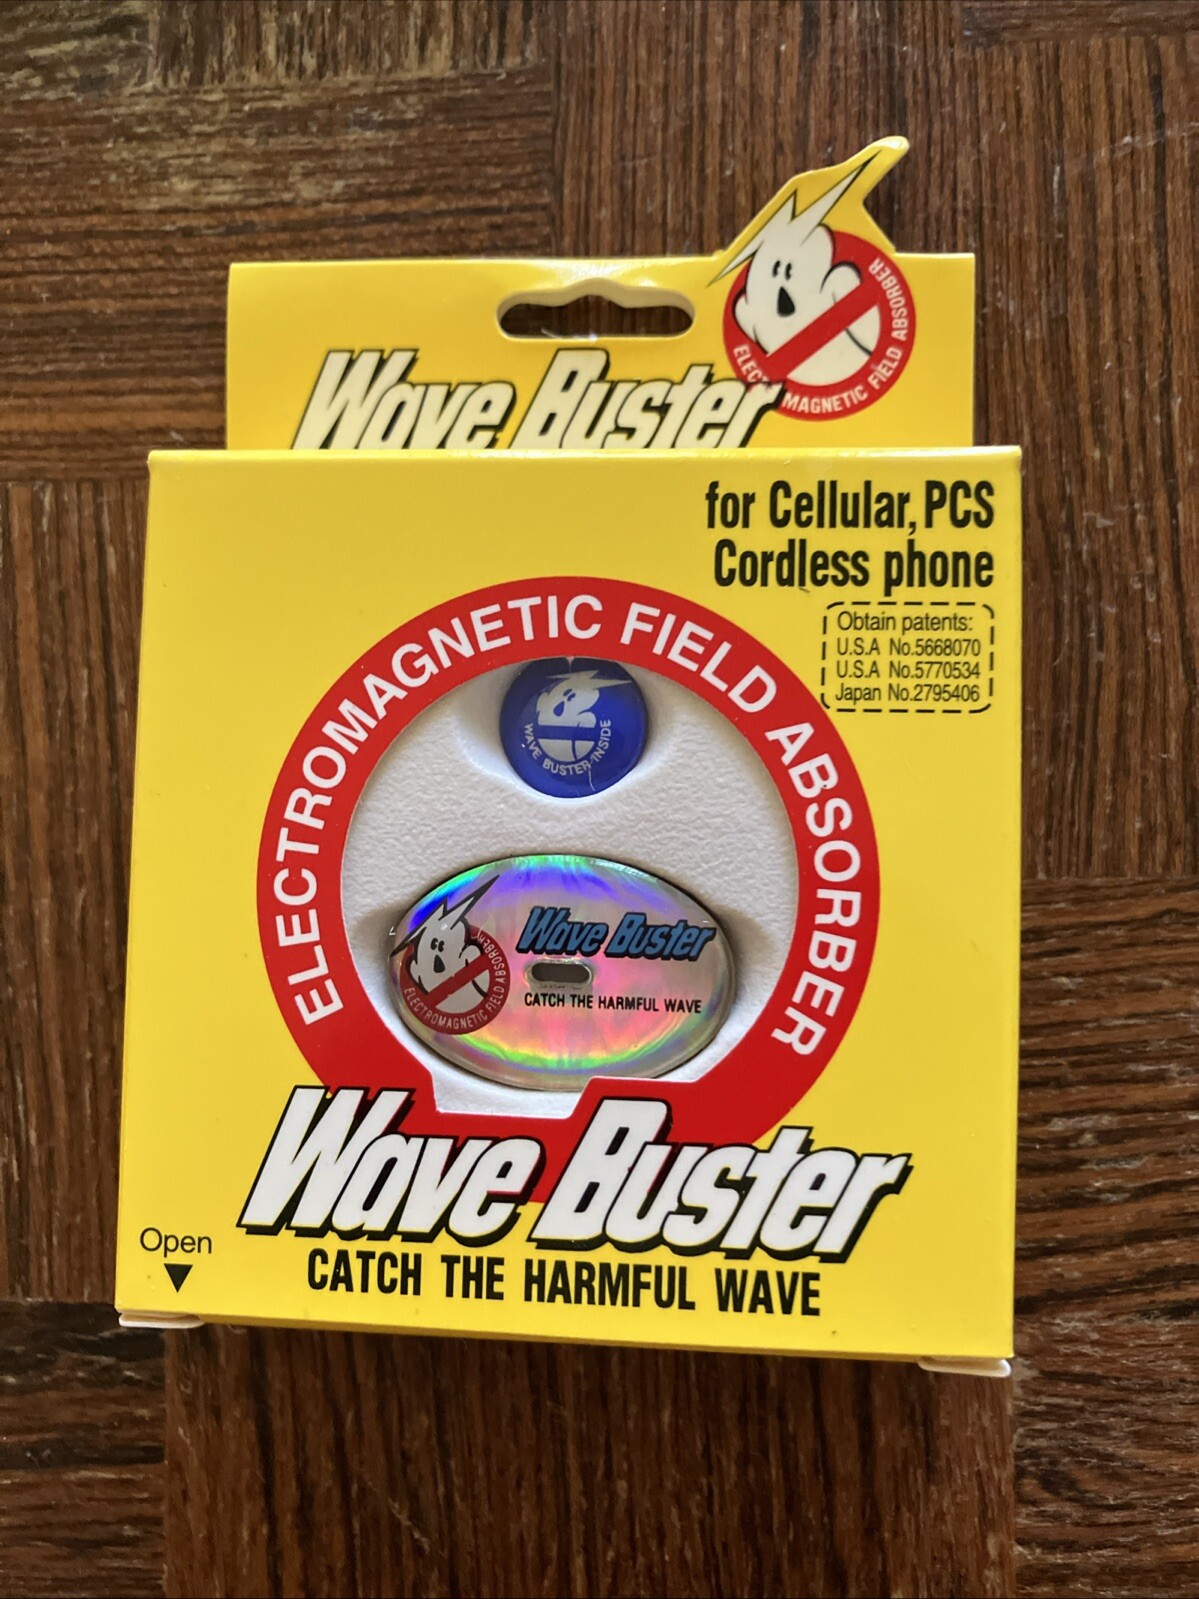 Wave Buster
ELECTROMAGNETIC FIELD ABSORBER
for Cellular, PCS
Cordless phone
Obtain patents:
U.S.A No.5668070
U.S.A No.5770534
Japan No.2795406
ELECTROMAGNETIC FIELD ABSORBER
WAVE BUSTER INSIDE
Wave Buster
CATCH THE HARMFUL WAVE
ELECTROMAGNETIC FIELD ABSORBER
Wave Buster
CATCH THE HARMFUL WAVE
Open